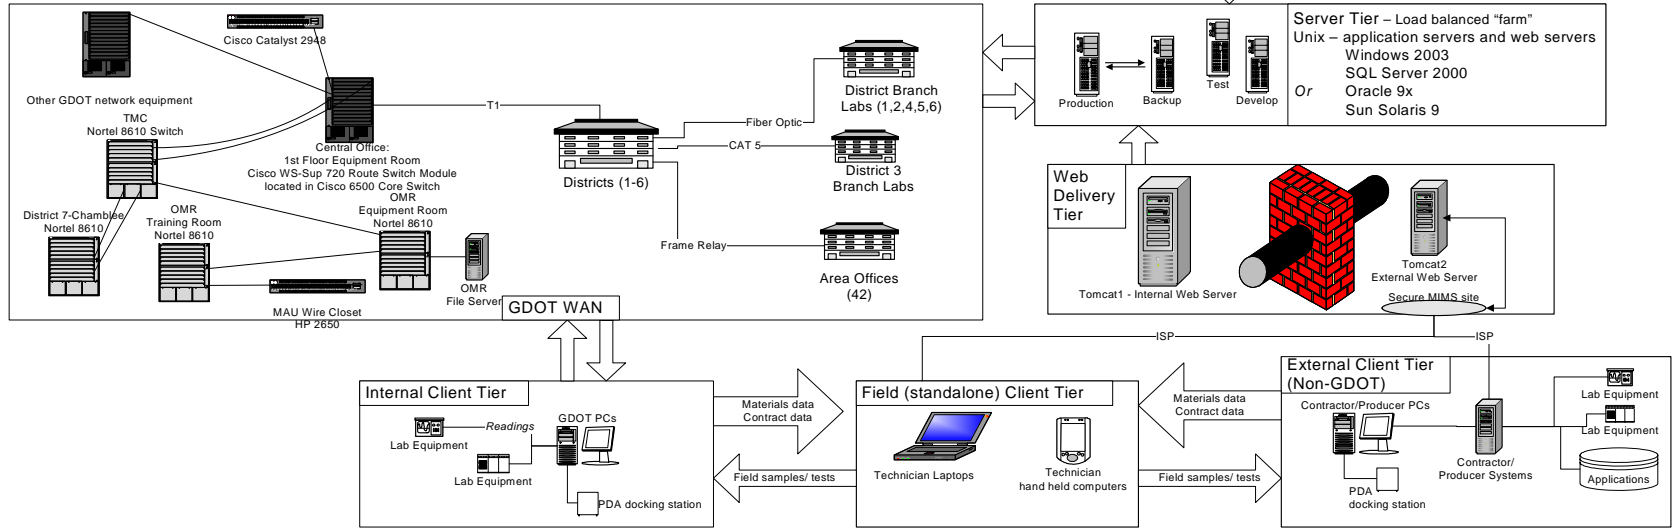 Cisco Catalyst 2948
Other GDOT network equipment
TMC
Nortel 8610 Switch
Central Office:
1st Floor Equipment Room
Cisco WS-Sup 720 Route Switch Module
located in Cisco 6500 Core Switch
OMR
Equipment Room
Nortel 8610
District 7-Chamblee
Nortel 8610
OMR
Training Room
Nortel 8610
MAU Wire Closet
HP 2650
OMR
File Server
T1
Districts (1-6)
Fiber Optic
CAT 5
Frame Relay
District Branch
Labs (1,2,4,5,6)
District 3
Branch Labs
Area Offices
(42)
GDOT WAN
Production
Backup
Test
Develop
Server Tier – Load balanced “farm”
Unix – application servers and web servers
Windows 2003
SQL Server 2000
Or Oracle 9x
Sun Solaris 9
Web
Delivery
Tier
Tomcat1 - Internal Web Server
Tomcat2
External Web Server
Secure MIMS site
ISP
ISP
Internal Client Tier
Lab Equipment
Readings
GDOT PCs
Lab Equipment
PDA docking station
Materials data
Contract data
Field samples/ tests
Field (standalone) Client Tier
Technician Laptops
Technician
hand held computers
Materials data
Contract data
Field samples/ tests
External Client Tier
(Non-GDOT)
Contractor/Producer PCs
PDA
docking station
Contractor/
Producer Systems
Lab Equipment
Lab Equipment
Applications